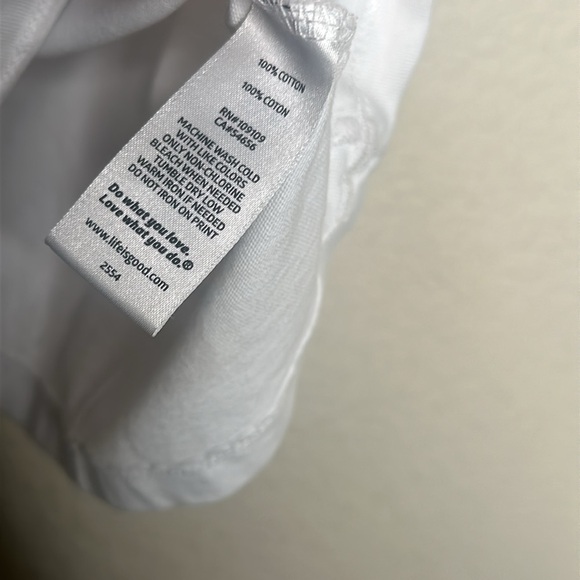 100% COTTON
100% COTON
RN#109109
CA#54656
MACHINE WASH COLD
WITH LIKE COLORS
ONLY NON-CHLORINE
BLEACH WHEN NEEDED
TUMBLE DRY LOW
WARM IRON IF NEEDED
DO NOT IRON ON PRINT
Do what you love.
Love what you do.®
www.lifeisgood.com
2554